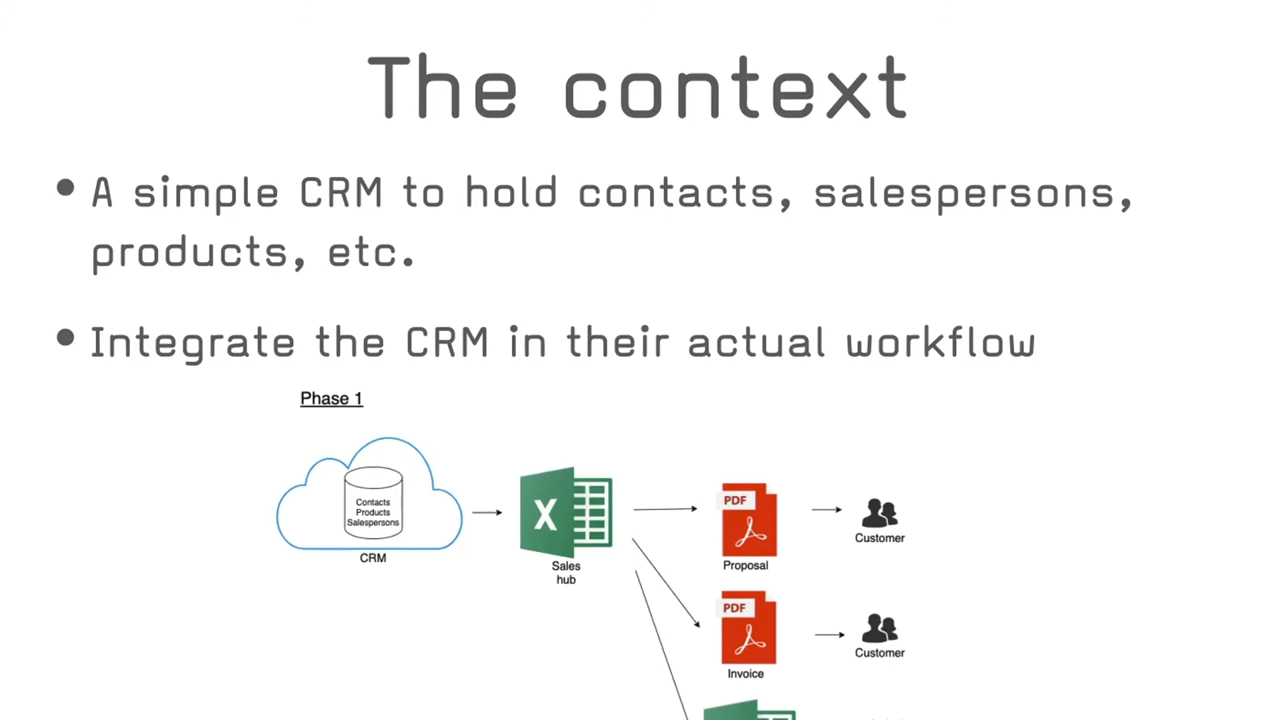 The context
• A simple CRM to hold contacts, salespersons,
products, etc.
• Integrate the CRM in their actual workflow
Phase 1
Contacts
Products
Salespersons
CRM
X
Sales
hub
PDF
Proposal
Customer
PDF
Invoice
Customer